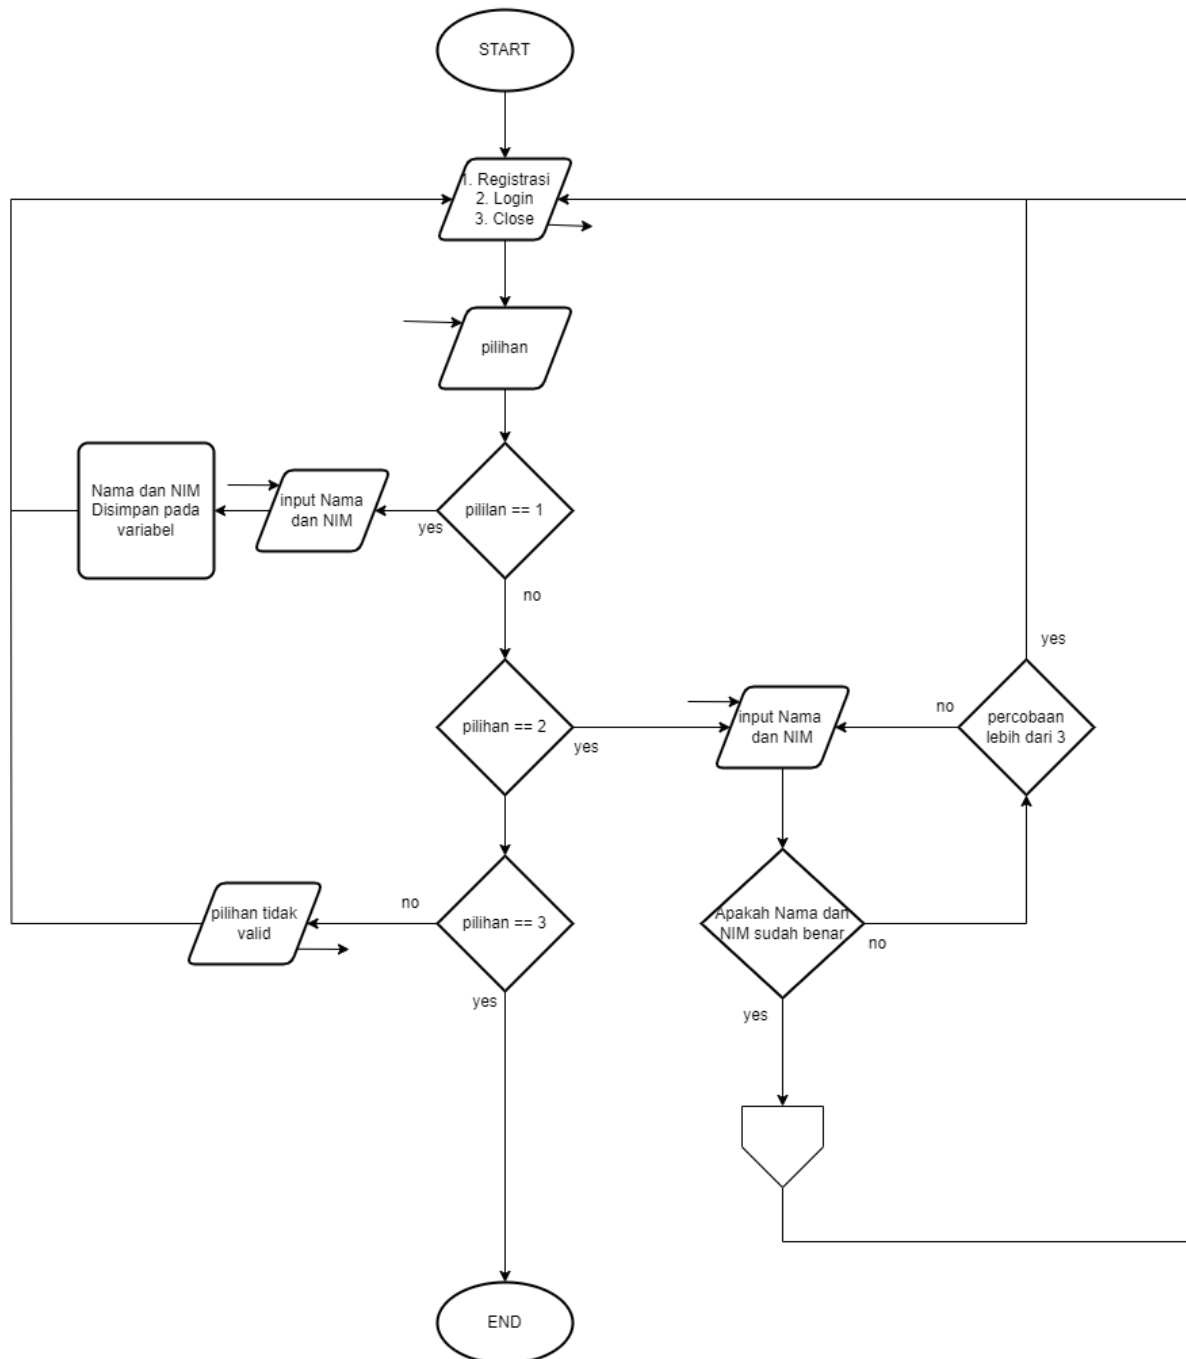 START
1. Registrasi
2. Login
3. Close
pilihan
Nama dan NIM
Disimpan pada
variabel
input Nama
dan NIM
yes
pililan == 1
no
pilihan == 2
yes
input Nama
dan NIM
no
percobaan
lebih dari 3
yes
pilihan tidak
valid
no
pilihan == 3
yes
Apakah Nama dan
NIM sudah benar
no
yes
END